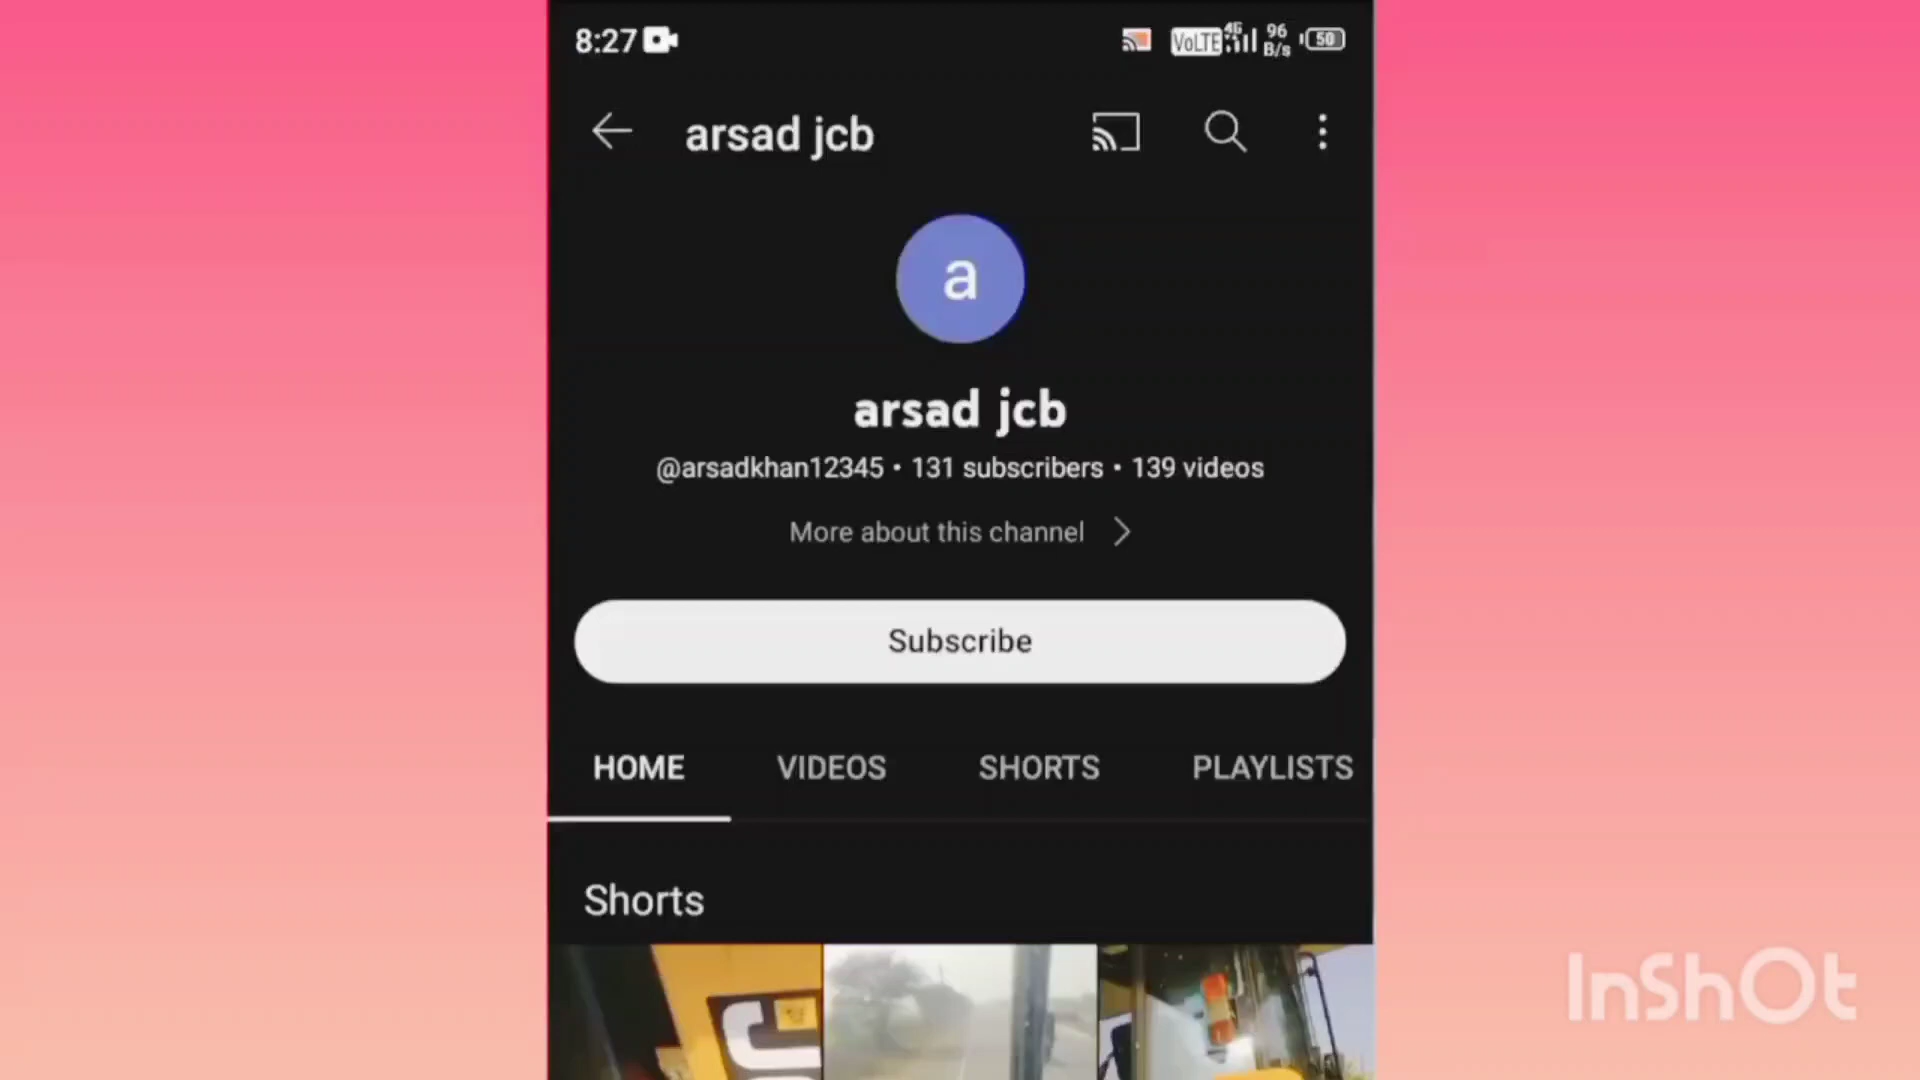 8:27 VoLTE 4G 96 B/s 50
arsad jcb
a
arsad jcb
@arsadkhan12345 • 131 subscribers • 139 videos
More about this channel
Subscribe
HOME VIDEOS SHORTS PLAYLISTS
Shorts
InShOt